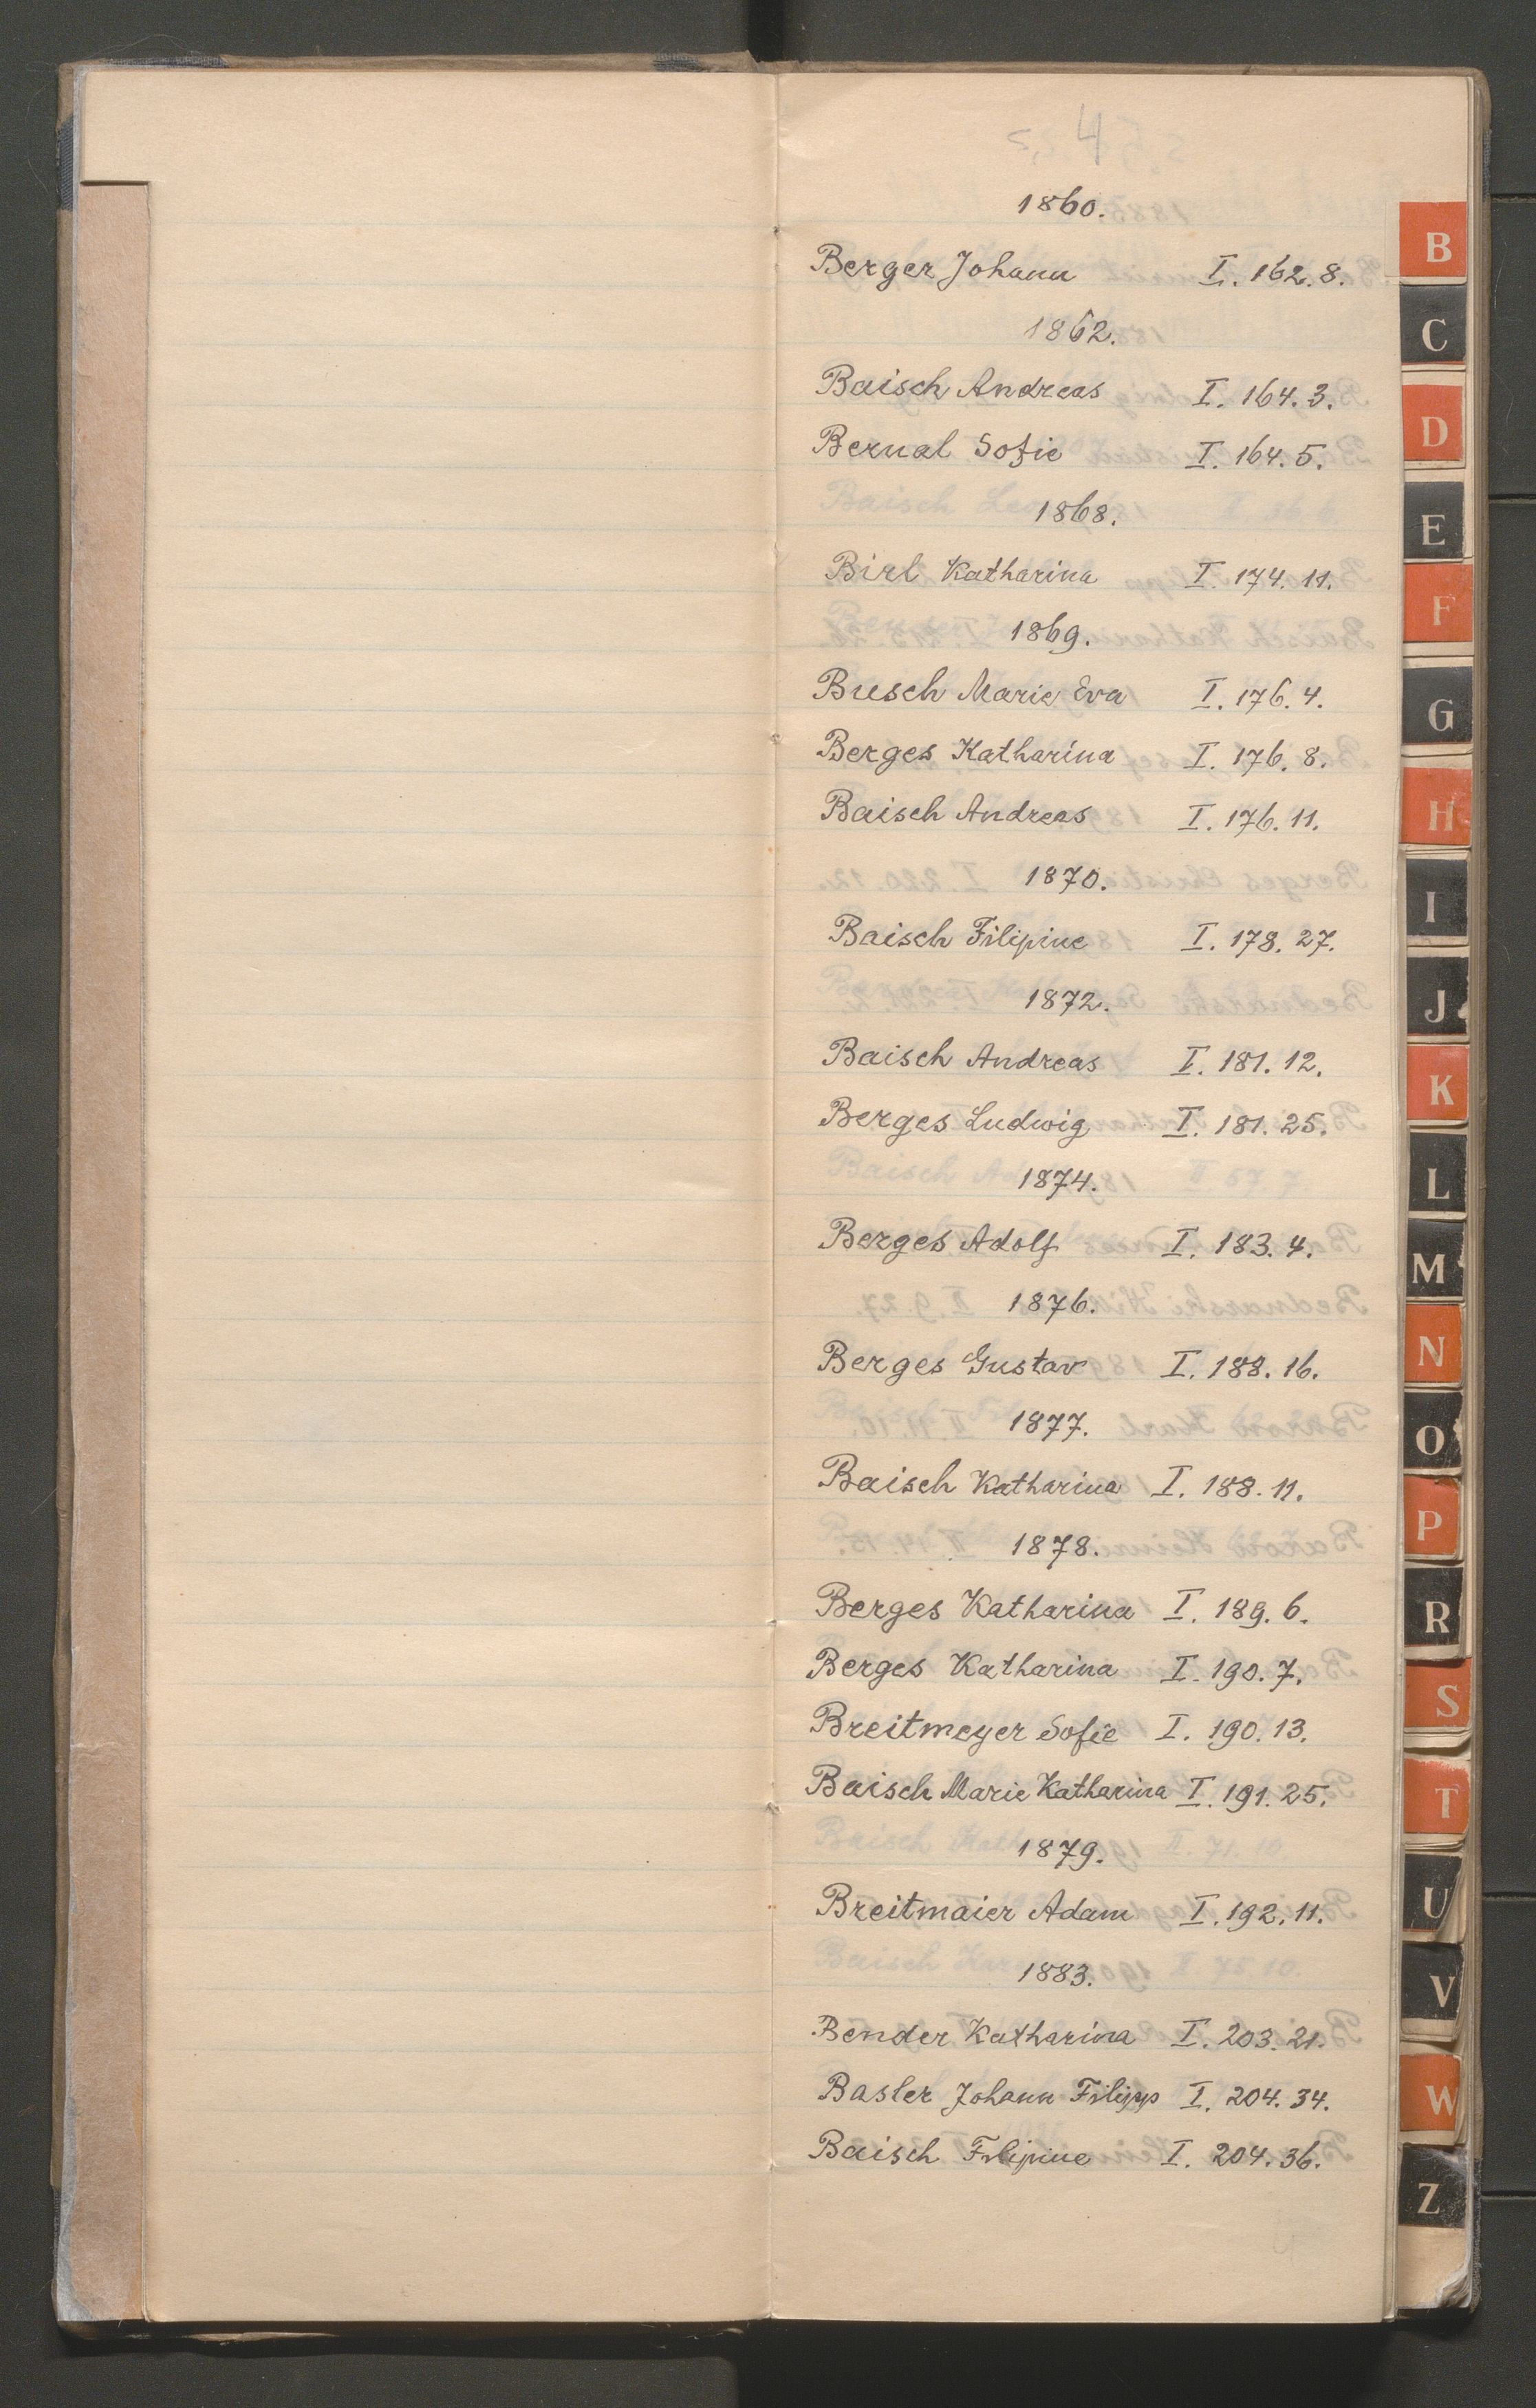 4
1860.
Berger Johann I. 162. 8.
1862.
Baisch Andreas I. 164. 3.
Bernal Sofie I. 164. 5.
1868.
Birl Katharina I. 174. 11.
1869.
Busch Marie Eva I. 176. 4.
Berges Katharina I. 176. 8.
Baisch Andreas I. 176. 11.
1870.
Baisch Filipine I. 178. 27.
1872.
Baisch Andreas I. 181. 12.
Berges Ludwig I. 181. 25.
1874.
Berges Adolf I. 183. 4.
1876.
Berges Gustav I. 188. 16.
1877.
Baisch Katharina I. 188. 11.
1878.
Berges Katharina I. 189. 6.
Berges Katharina I. 190. 7.
Breitmeyer Sofie I. 190. 13.
Baisch Marie Katharina I. 191. 25.
1879.
Breitmaier Adam I. 192. 11.
1883.
Bender Katharina I. 203. 21.
Basler Johann Filipp I. 204. 34.
Baisch Filipine I. 204. 36.
B
C
D
E
F
G
H
I
J
K
L
M
N
O
P
R
S
T
U
V
W
Z